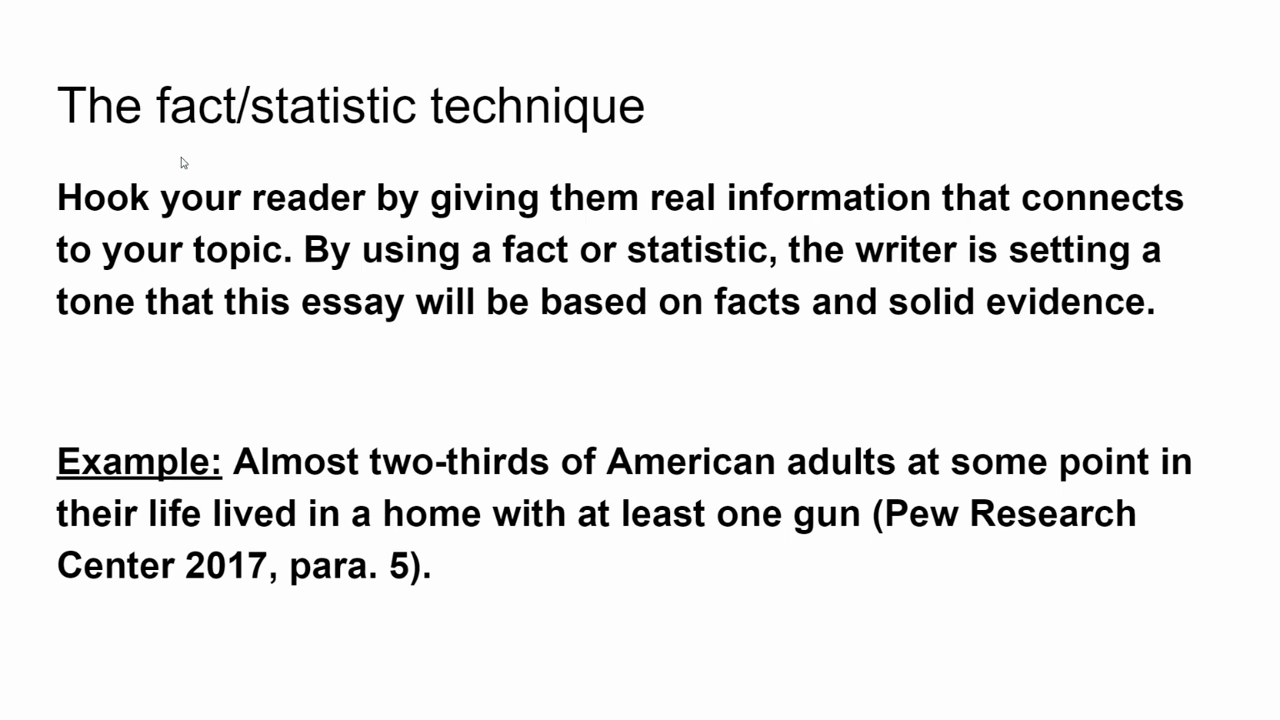 The fact/statistic technique
Hook your reader by giving them real information that connects
to your topic. By using a fact or statistic, the writer is setting a
tone that this essay will be based on facts and solid evidence.
Example: Almost two-thirds of American adults at some point in
their life lived in a home with at least one gun (Pew Research
Center 2017, para. 5).